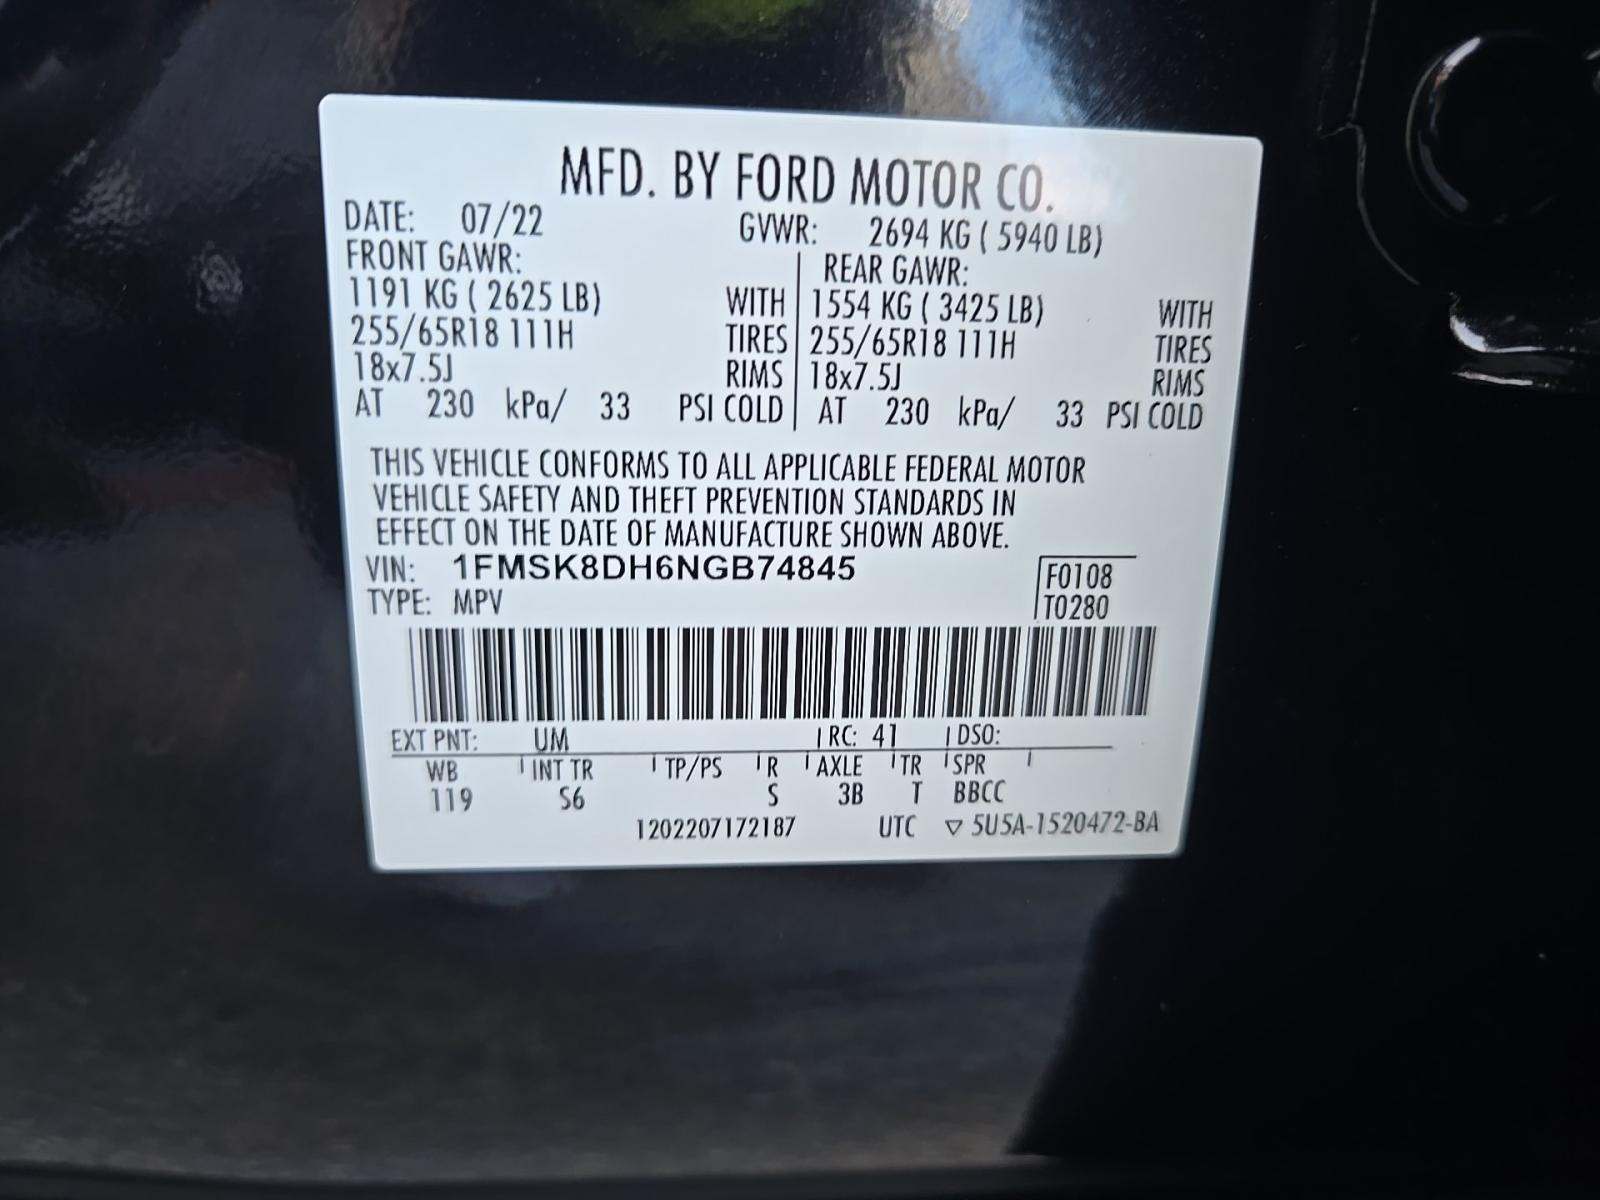 MFD. BY FORD MOTOR CO.
DATE: 07/22 GVWR: 2694 KG ( 5940 LB)
FRONT GAWR: REAR GAWR:
1191 KG ( 2625 LB) WITH 1554 KG ( 3425 LB) WITH
255/65R18 111H TIRES 255/65R18 111H TIRES
18x7.5J RIMS 18x7.5J RIMS
AT 230 kPa/ 33 PSI COLD AT 230 kPa/ 33 PSI COLD
THIS VEHICLE CONFORMS TO ALL APPLICABLE FEDERAL MOTOR
VEHICLE SAFETY AND THEFT PREVENTION STANDARDS IN
EFFECT ON THE DATE OF MANUFACTURE SHOWN ABOVE.
VIN: 1FMSK8DH6NGB74845 F0108
TYPE: MPV T0280
EXT PNT: UM RC: 41 DSO:
WB INT TR TP/PS R AXLE TR SPR
119 S6 S 3B T BBCC
1202207172187 UTC ▽ 5U5A-1520472-BA